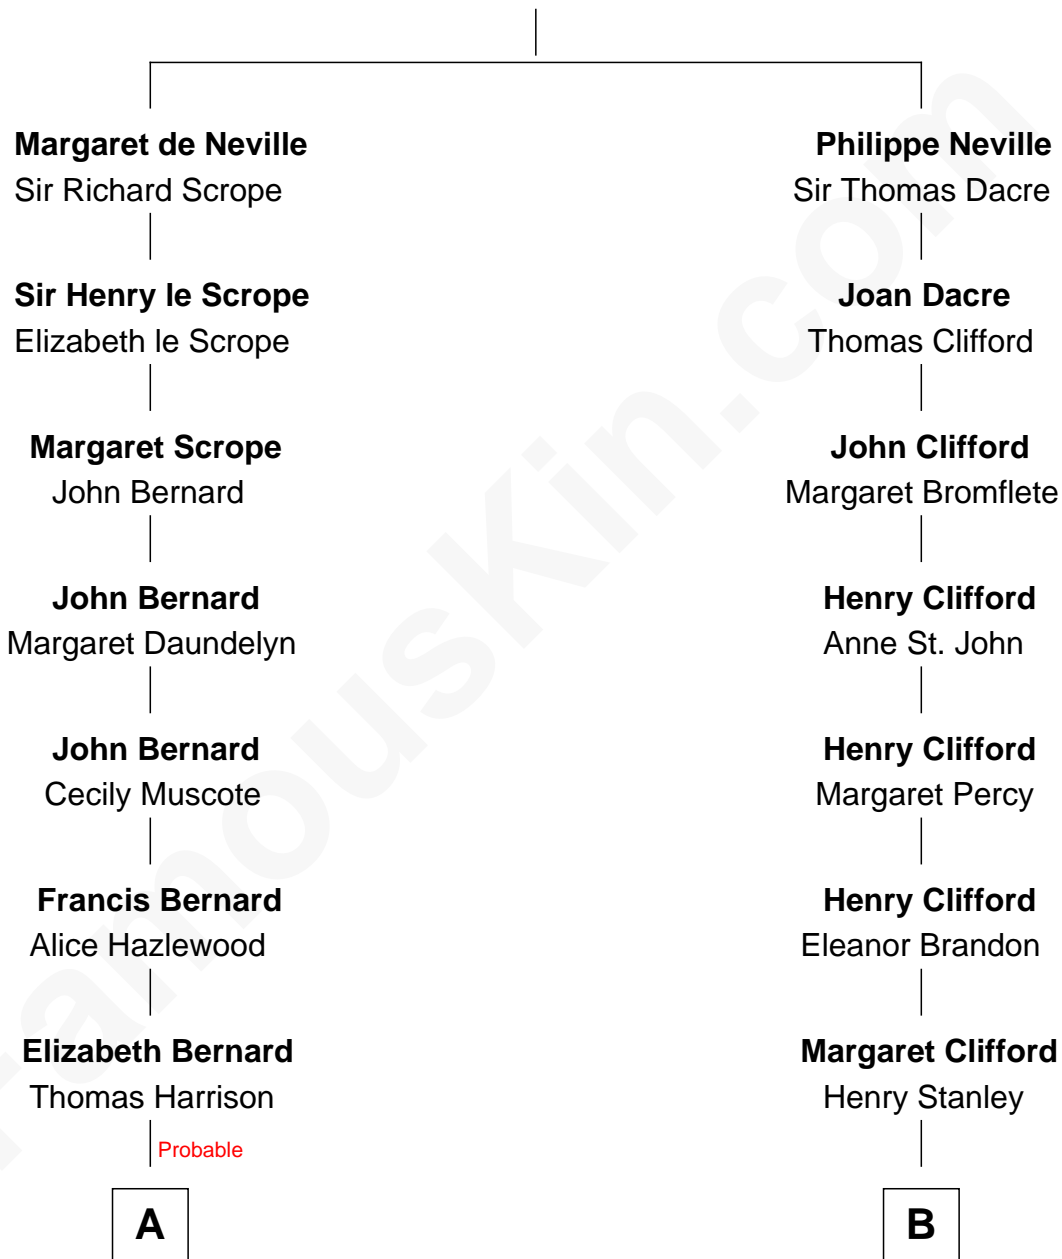 Margaret de Neville
Sir Richard Scrope
Philippe Neville
Sir Thomas Dacre
Sir Henry le Scrope
Elizabeth le Scrope
Joan Dacre
Thomas Clifford
Margaret Scrope
John Bernard
John Clifford
Margaret Bromflete
John Bernard
Margaret Daundelyn
Henry Clifford
Anne St. John
John Bernard
Cecily Muscote
Henry Clifford
Margaret Percy
Francis Bernard
Alice Hazlewood
Henry Clifford
Eleanor Brandon
Elizabeth Bernard
Thomas Harrison
Margaret Clifford
Henry Stanley
Probable
A
B
FamousKin.com